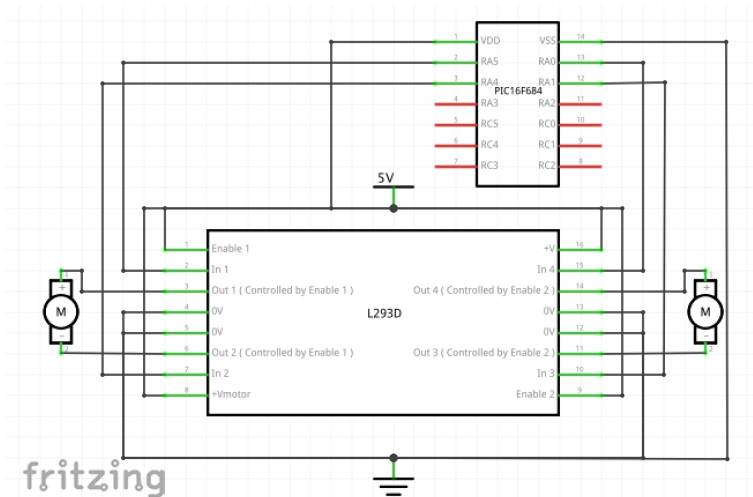 1 VDD VSS 14
2 RA5 RA0 13
3 RA4 RA1 12
PIC16F684
4 RA3 RA2 11
5 RC5 RC0 10
6 RC4 RC1 9
7 RC3 RC2 8
5V
1 Enable 1 +V 16
2 In 1 In 4 15
3 Out 1 ( Controlled by Enable 1 ) Out 4 ( Controlled by Enable 2 ) 14
4 0V 0V 13
L293D
5 0V 0V 12
6 Out 2 ( Controlled by Enable 1 ) Out 3 ( Controlled by Enable 2 ) 11
7 In 2 In 3 10
8 +Vmotor Enable 2 9
1
+
M
-
2
1
+
M
-
2
fritzing